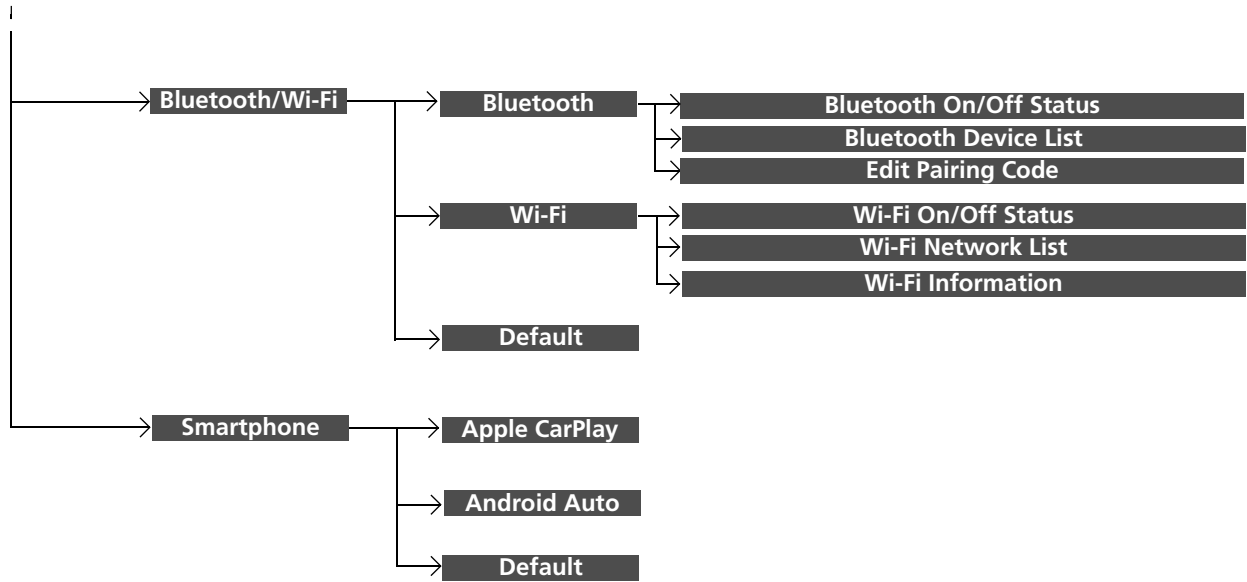 Bluetooth/Wi-Fi
Bluetooth
Bluetooth On/Off Status
Bluetooth Device List
Edit Pairing Code
Wi-Fi
Wi-Fi On/Off Status
Wi-Fi Network List
Wi-Fi Information
Default
Smartphone
Apple CarPlay
Android Auto
Default